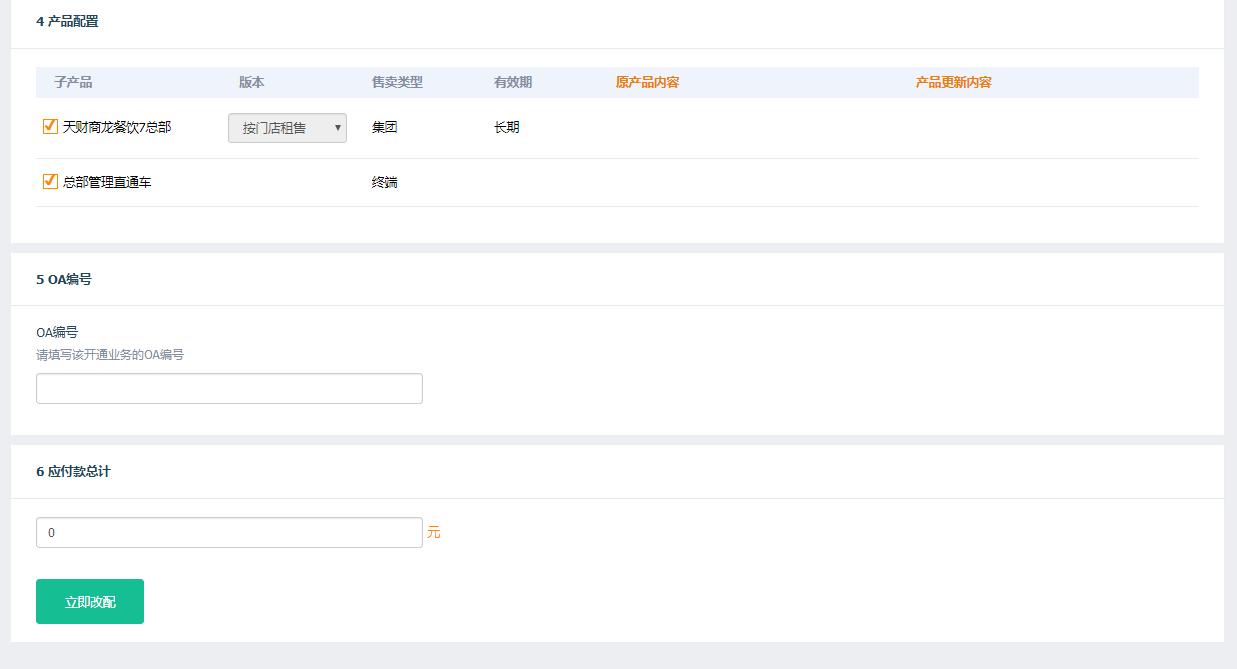 4 产品配置
子产品 版本 售卖类型 有效期 原产品内容 产品更新内容
天财商龙餐饮7总部 按门店租售 集团 长期
总部管理直通车 终端
5 OA编号
OA编号
请填写该开通业务的OA编号
6 应付款总计
0 元
立即改配